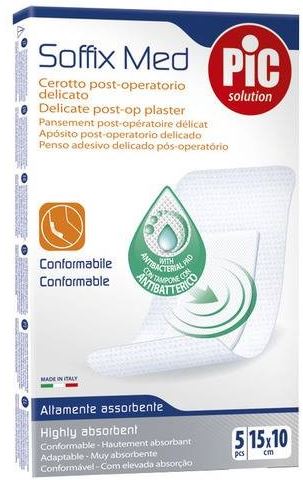 Soffix Med
PiC
solution
Cerotto post-operatorio
delicato
Delicate post-op plaster
Pansement post-opératoire délicat
Apósito post-operatorio delicado
Penso adesivo delicado pós-operatório
WITH
ANTIBACTERIAL PAD
CON TAMPONE CON
ANTIBATTERICO
Conformabile
Conformable
MADE IN ITALY
Altamente assorbente
Highly absorbent
Conformable - Hautement absorbant
Adaptable - Muy absorbente
Conformável - Com elevada absorção
5 pcs
15x10 cm